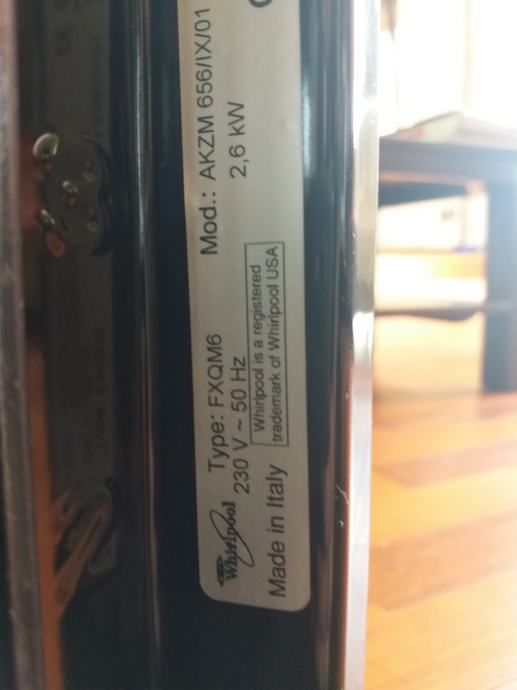 Whirlpool Type: FXQM6 Mod.: AKZM 656/IX/01
230 V ~ 50 Hz 2,6 kW
Whirlpool is a registered
trademark of Whirlpool USA
Made in Italy